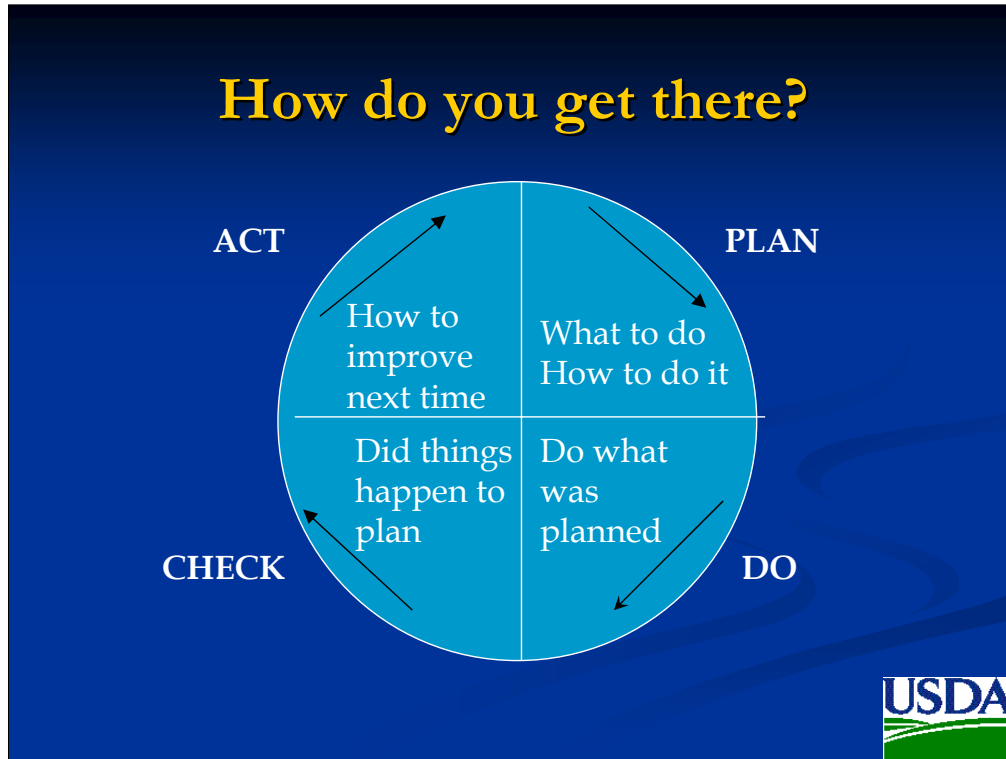 How do you get there?
ACT
PLAN
How to
improve
next time
What to do
How to do it
Did things
happen to
plan
Do what
was
planned
CHECK
DO
USDA